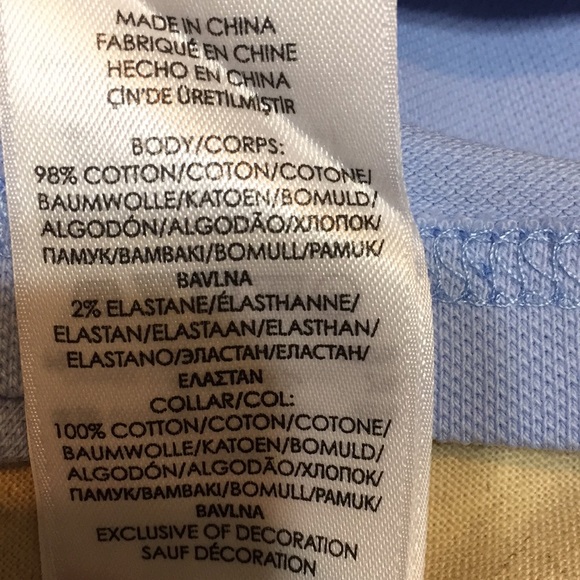 MADE IN CHINA
FABRIQUÉ EN CHINE
HECHO EN CHINA
ÇİN'DE ÜRETİLMİŞTİR
BODY/CORPS:
98% COTTON/COTON/COTONE/
BAUMWOLLE/KATOEN/BOMULD/
ALGODÓN/ALGODÃO/ХЛОПОК/
ПАМУК/BAMBAKI/BOMULL/PAMUK/
BAVLNA
2% ELASTANE/ÉLASTHANNE/
ELASTAN/ELASTAAN/ELASTHAN/
ELASTANO/ЭЛАСТАН/ЕЛАСТАН/
ΕΛΑΣΤΑΝ
COLLAR/COL:
100% COTTON/COTON/COTONE/
BAUMWOLLE/KATOEN/BOMULD/
ALGODÓN/ALGODÃO/ХЛОПОК/
ПАМУК/BAMBAKI/BOMULL/PAMUK/
BAVLNA
EXCLUSIVE OF DECORATION
SAUF DÉCORATION